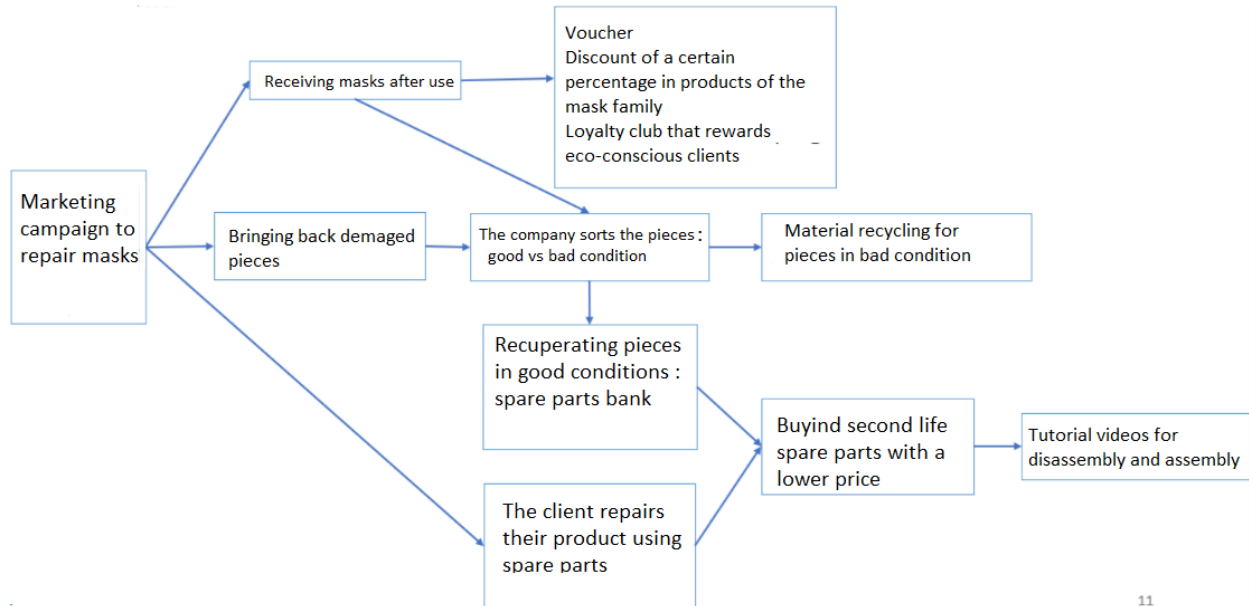 Voucher
Discount of a certain
percentage in products of the
mask family
Loyalty club that rewards
eco-conscious clients
Receiving masks after use
Marketing
campaign to
repair masks
Bringing back demaged
pieces
The company sorts the pieces :
good vs bad condition
Material recycling for
pieces in bad condition
Recuperating pieces
in good conditions :
spare parts bank
Buyind second life
spare parts with a
lower price
Tutorial videos for
disassembly and assembly
The client repairs
their product using
spare parts
11